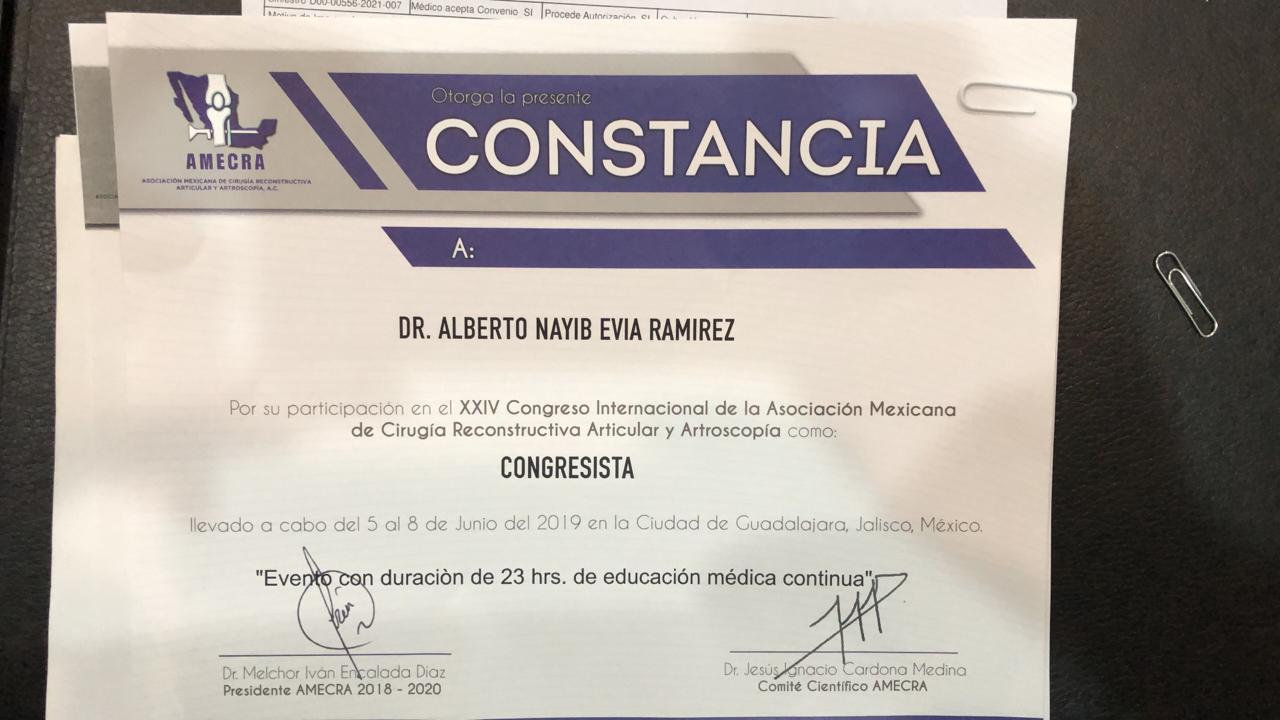 D00-00556-2021-007 Médico acepta Convenio SI Procede Autorización SI
Otorga la presente
CONSTANCIA
AMECRA
ASOCIACIÓN MEXICANA DE CIRUGÍA RECONSTRUCTIVA
ARTICULAR Y ARTROSCOPÍA, A.C.
A:
DR. ALBERTO NAYIB EVIA RAMIREZ
Por su participación en el XXIV Congreso Internacional de la Asociación Mexicana
de Cirugía Reconstructiva Articular y Artroscopía como:
CONGRESISTA
llevado a cabo del 5 al 8 de Junio del 2019 en la Ciudad de Guadalajara, Jalisco, México.
"Evento con duraciòn de 23 hrs. de educación médica continua"
Dr. Melchor Iván Encalada Díaz
Presidente AMECRA 2018 - 2020
Dr. Jesús Ignacio Cardona Medina
Comité Científico AMECRA